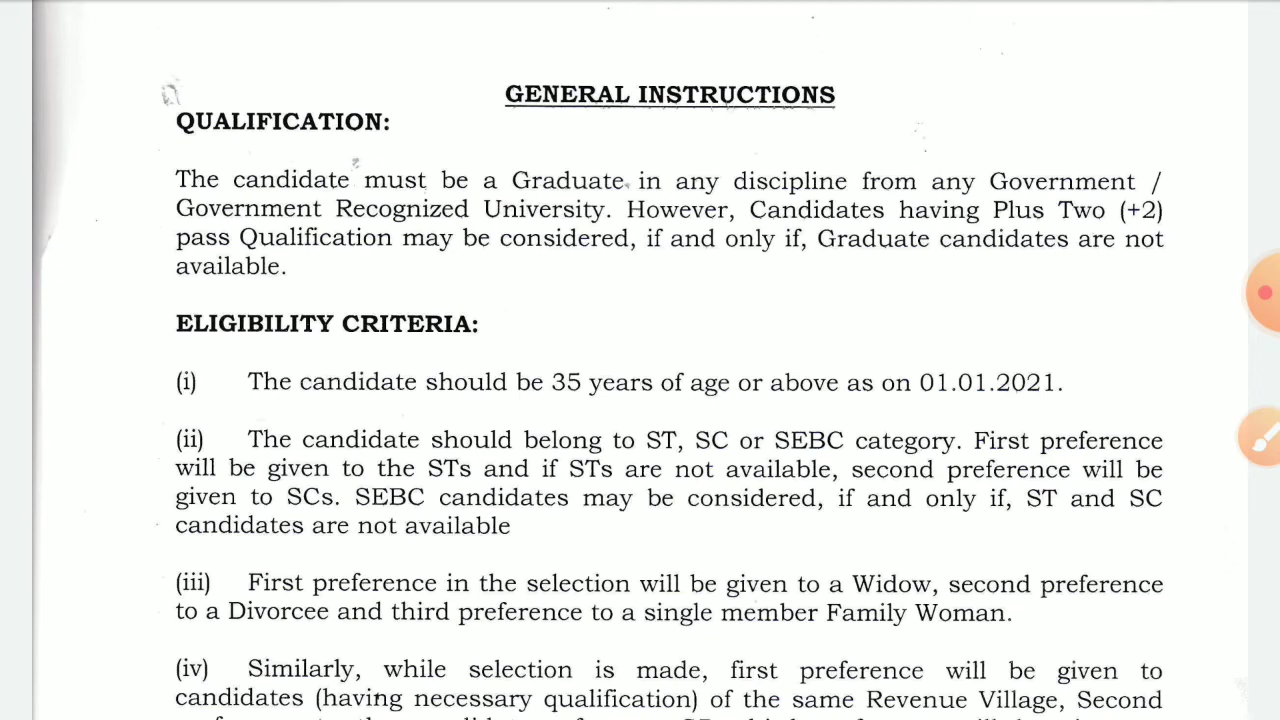 GENERAL INSTRUCTIONS
QUALIFICATION:
The candidate must be a Graduate in any discipline from any Government /
Government Recognized University. However, Candidates having Plus Two (+2)
pass Qualification may be considered, if and only if, Graduate candidates are not
available.
ELIGIBILITY CRITERIA:
(i) The candidate should be 35 years of age or above as on 01.01.2021.
(ii) The candidate should belong to ST, SC or SEBC category. First preference
will be given to the STs and if STs are not available, second preference will be
given to SCs. SEBC candidates may be considered, if and only if, ST and SC
candidates are not available
(iii) First preference in the selection will be given to a Widow, second preference
to a Divorcee and third preference to a single member Family Woman.
(iv) Similarly, while selection is made, first preference will be given to
candidates (having necessary qualification) of the same Revenue Village, Second